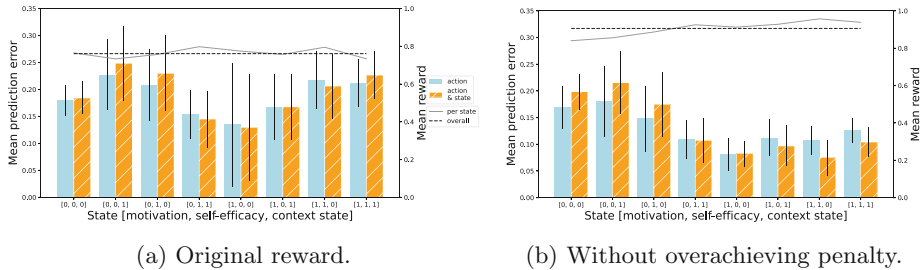 0.35
0.30
0.25
0.20
0.15
0.10
0.05
0.00
Mean prediction error
[0, 0, 0] [0, 0, 1] [0, 1, 0] [0, 1, 1] [1, 0, 0] [1, 0, 1] [1, 1, 0] [1, 1, 1]
State [motivation, self-efficacy, context state]
1.0
0.8
0.6
0.4
0.2
0.0
Mean reward
action
action
& state
per state
overall
(a) Original reward.
0.35
0.30
0.25
0.20
0.15
0.10
0.05
0.00
Mean prediction error
[0, 0, 0] [0, 0, 1] [0, 1, 0] [0, 1, 1] [1, 0, 0] [1, 0, 1] [1, 1, 0] [1, 1, 1]
State [motivation, self-efficacy, context state]
1.0
0.8
0.6
0.4
0.2
0.0
Mean reward
(b) Without overachieving penalty.